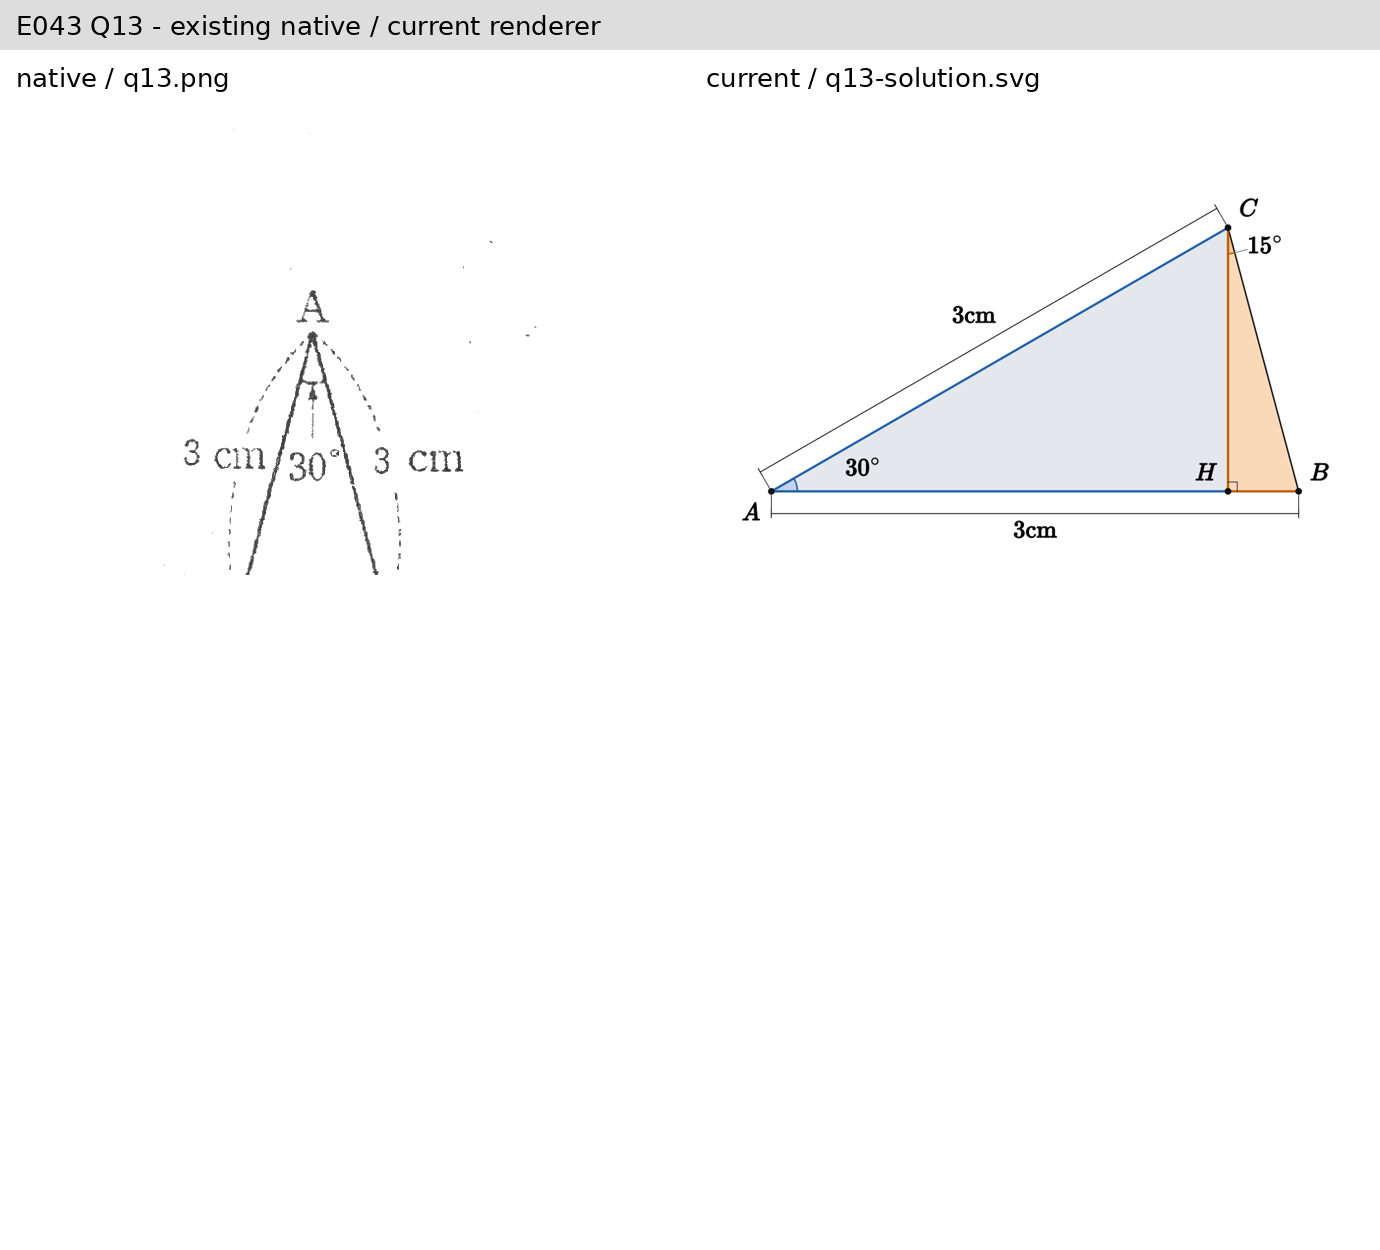 E043 Q13 - existing native / current renderer
native / q13.png
current / q13-solution.svg
A
3 cm 30° 3 cm
C
15°
3cm
30°
H
B
A
3cm